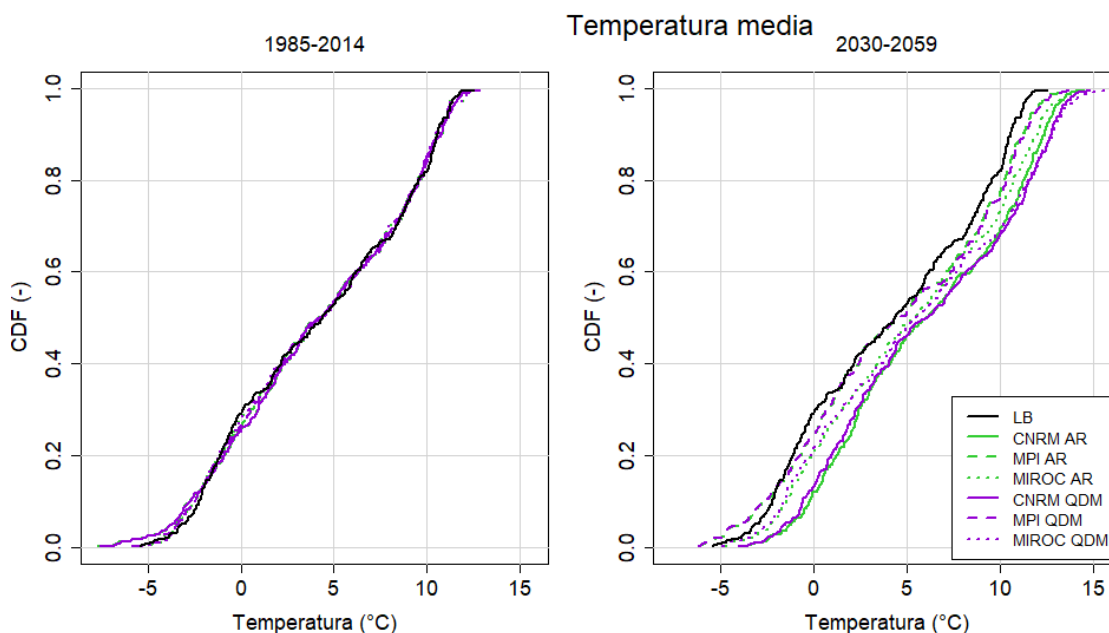 Temperatura media
1985-2014
2030-2059
CDF (-)
1.0
0.8
0.6
0.4
0.2
0.0
-5
0
5
10
15
Temperatura (°C)
CDF (-)
1.0
0.8
0.6
0.4
0.2
0.0
-5
0
5
10
15
Temperatura (°C)
LB
CNRM AR
MPI AR
MIROC AR
CNRM QDM
MPI QDM
MIROC QDM